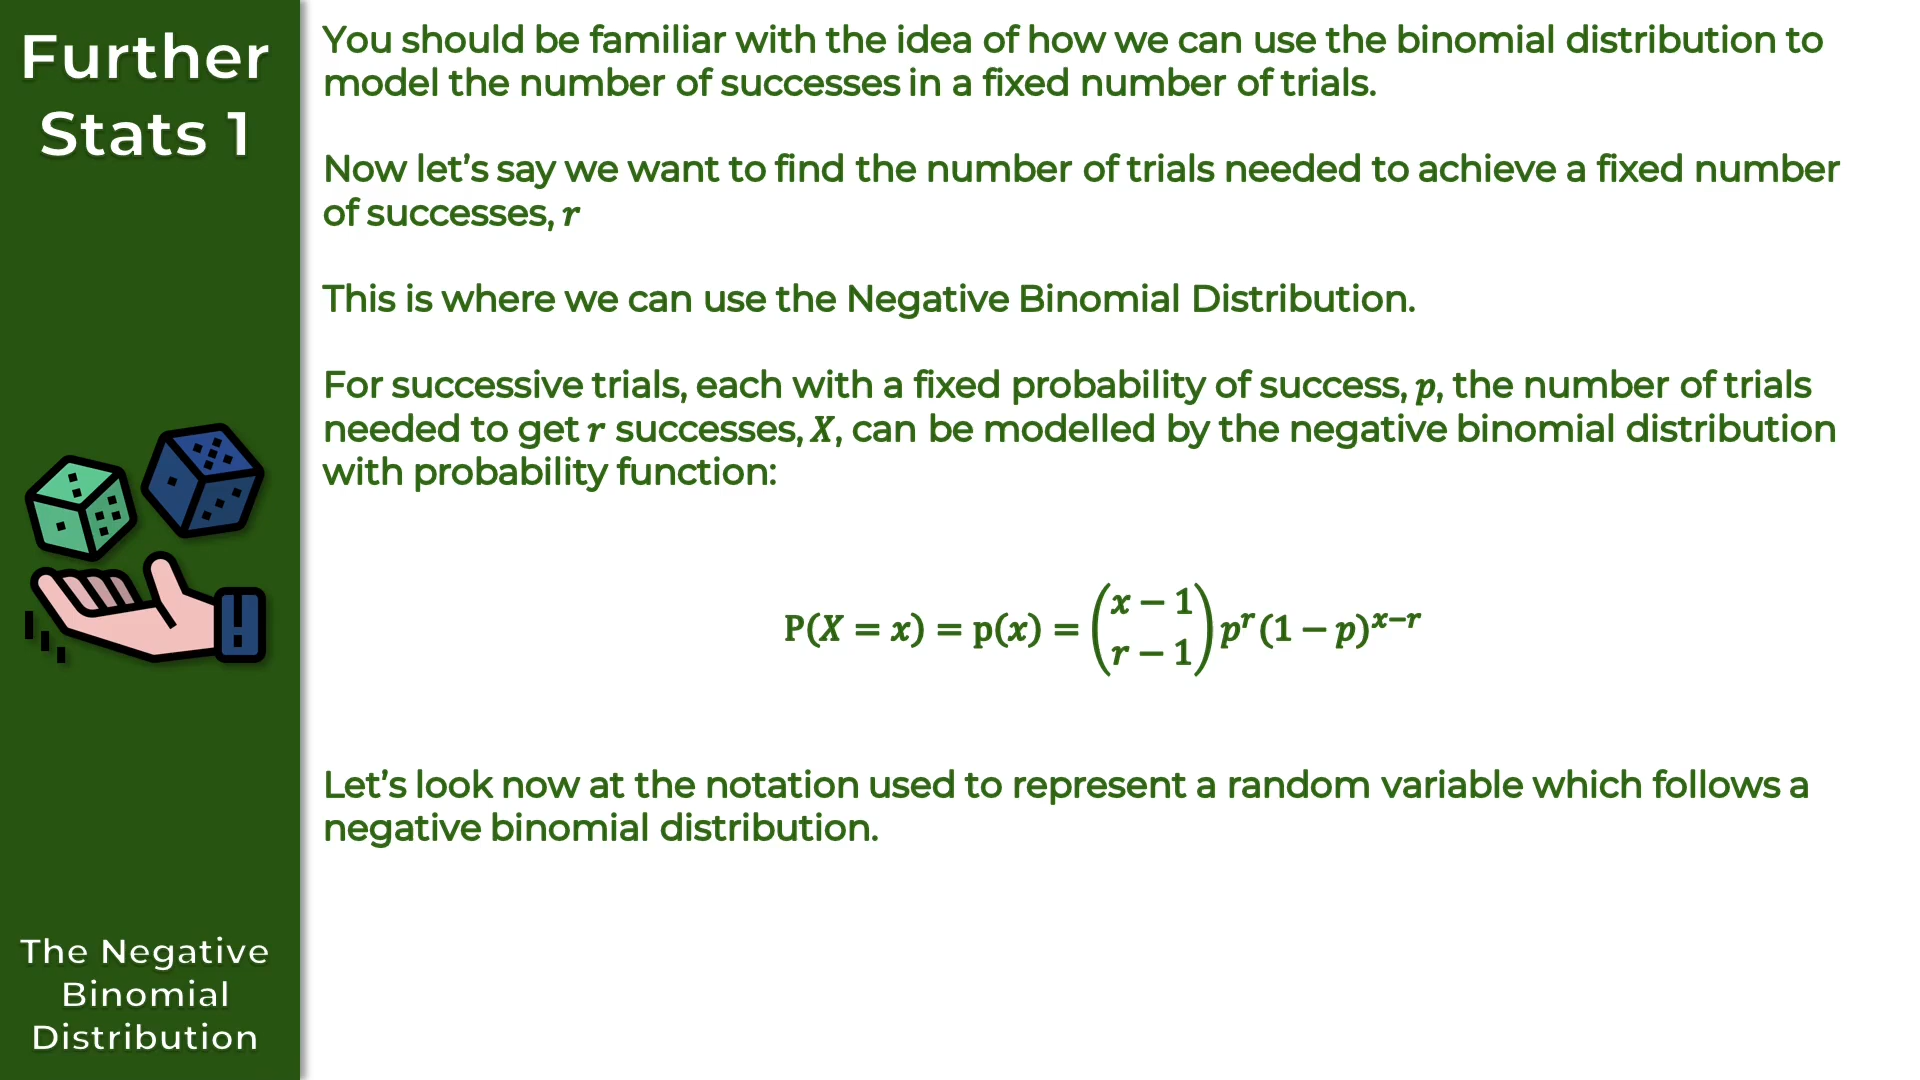 Further
Stats 1
You should be familiar with the idea of how we can use the binomial distribution to
model the number of successes in a fixed number of trials.
Now let’s say we want to find the number of trials needed to achieve a fixed number
of successes, r
This is where we can use the Negative Binomial Distribution.
For successive trials, each with a fixed probability of success, p, the number of trials
needed to get r successes, X, can be modelled by the negative binomial distribution
with probability function:
P(X = x) = p(x) = \binom{x − 1}{r − 1} p^r (1 − p)^{x−r}
Let’s look now at the notation used to represent a random variable which follows a
negative binomial distribution.
The Negative
Binomial
Distribution